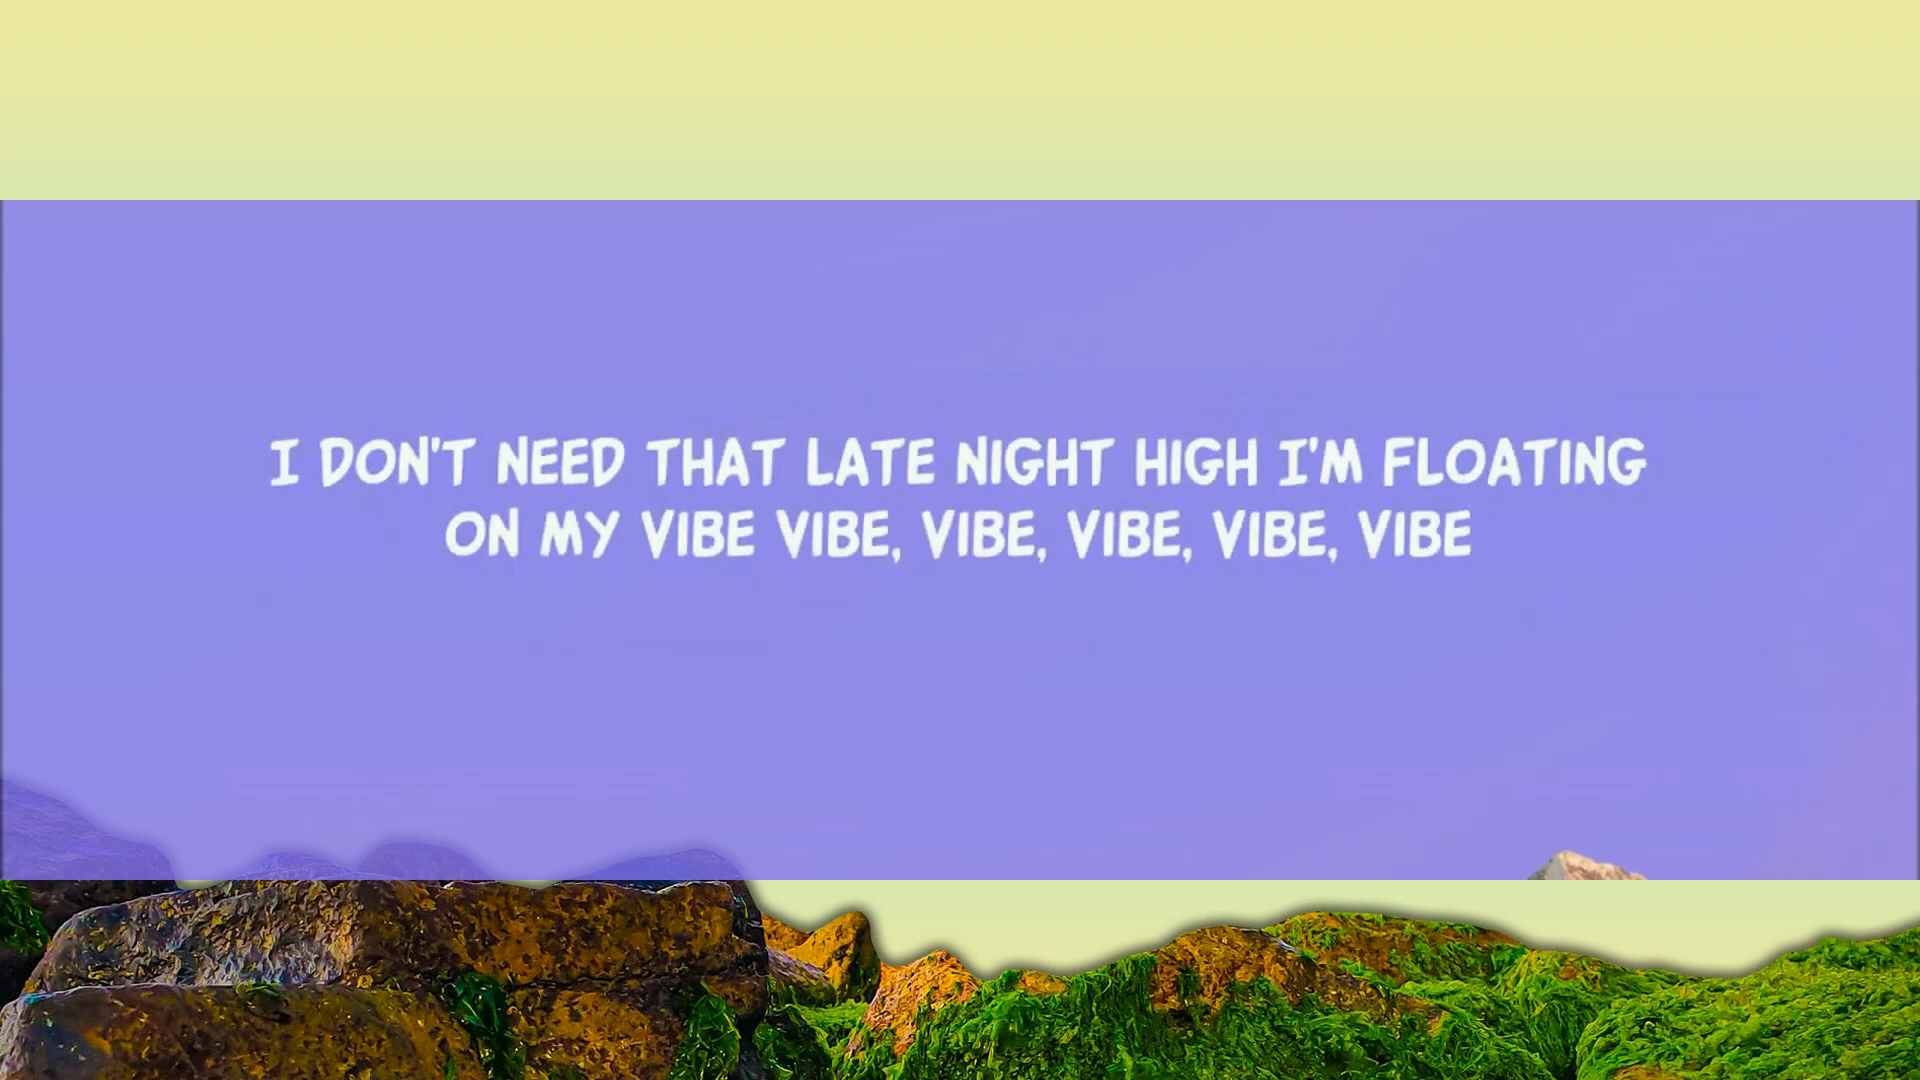 I DON'T NEED THAT LATE NIGHT HIGH I'M FLOATING
ON MY VIBE VIBE, VIBE, VIBE, VIBE, VIBE